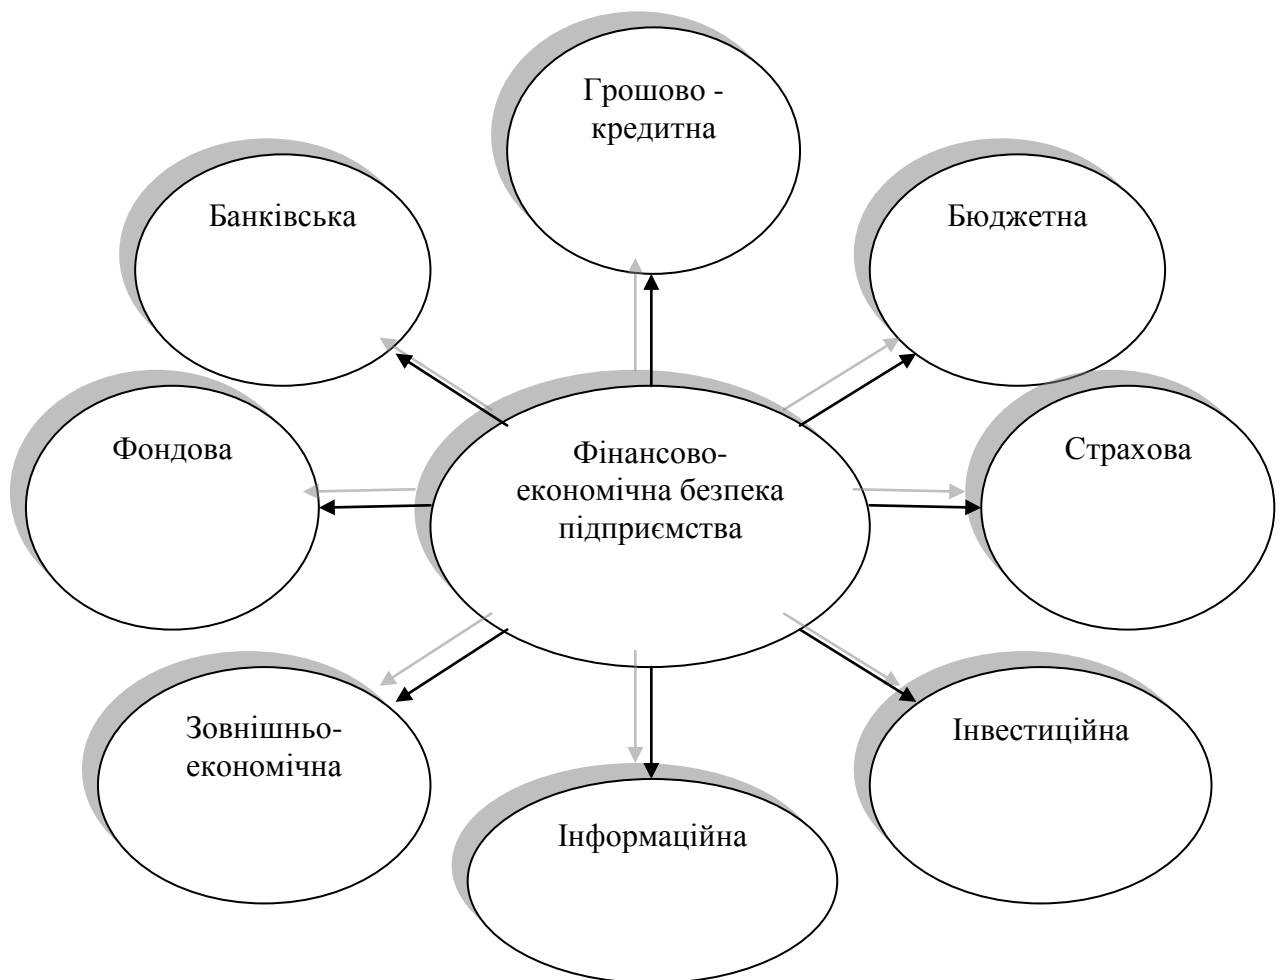 Грошово -
кредитна
Банківська
Бюджетна
Фондова
Фінансово-
економічна безпека
підприємства
Страхова
Зовнішньо-
економічна
Інвестиційна
Інформаційна